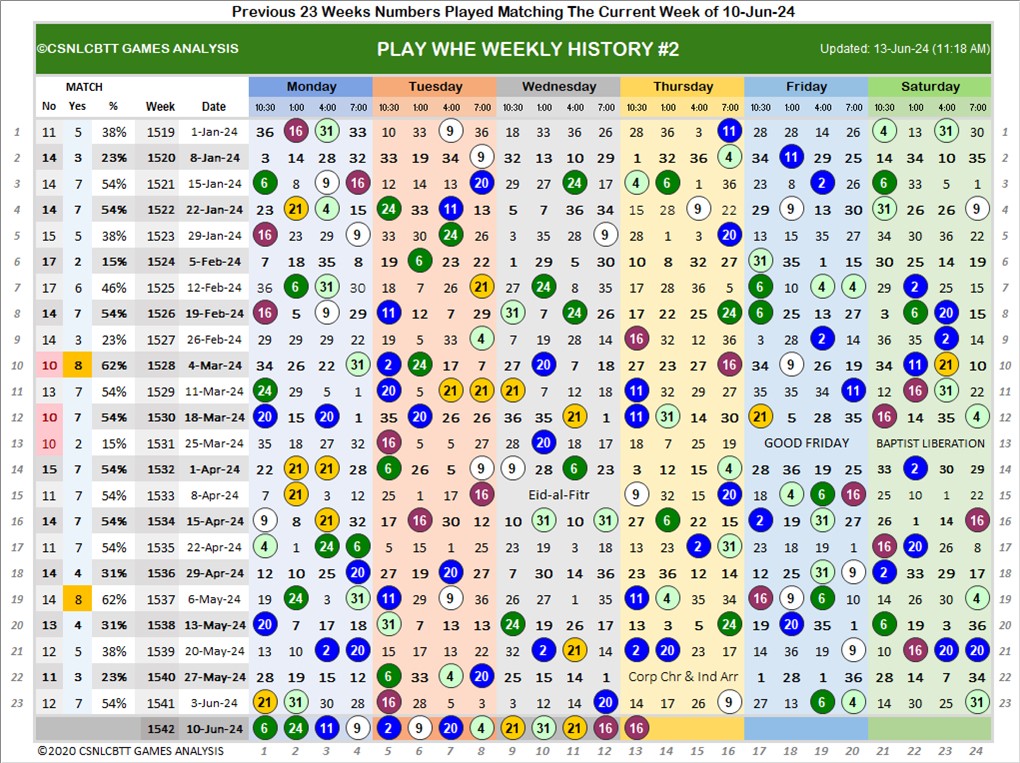 Previous 23 Weeks Numbers Played Matching The Current Week of 10-Jun-24
©CSNLCBTT GAMES ANALYSIS PLAY WHE WEEKLY HISTORY #2 Updated: 13-Jun-24 (11:18 AM)
MATCH Monday Tuesday Wednesday Thursday Friday Saturday
No Yes % Week Date 10:30 1:00 4:00 7:00 10:30 1:00 4:00 7:00 10:30 1:00 4:00 7:00 10:30 1:00 4:00 7:00 10:30 1:00 4:00 7:00 10:30 1:00 4:00 7:00
1 11 5 38% 1519 1-Jan-24 36 16 31 33 10 33 9 36 18 33 36 26 28 36 3 11 28 28 14 26 4 13 31 30 1
2 14 3 23% 1520 8-Jan-24 3 14 28 32 33 19 34 9 32 13 10 29 1 32 36 4 34 11 29 25 14 34 10 35 2
3 14 7 54% 1521 15-Jan-24 6 8 9 16 12 14 13 20 29 27 24 17 4 6 1 36 23 8 2 26 6 33 5 1 3
4 14 7 54% 1522 22-Jan-24 23 21 4 15 24 33 11 13 5 7 36 34 15 28 9 22 29 9 13 30 31 26 26 9 4
5 15 5 38% 1523 29-Jan-24 16 23 29 9 33 30 24 26 3 35 28 9 28 1 3 20 13 15 35 27 34 30 36 22 5
6 17 2 15% 1524 5-Feb-24 7 18 35 8 19 6 23 22 1 29 5 30 10 8 32 27 31 35 1 15 30 25 14 19 6
7 17 6 46% 1525 12-Feb-24 36 6 31 30 18 7 26 21 27 24 8 35 17 28 36 5 6 10 4 4 29 2 25 15 7
8 14 7 54% 1526 19-Feb-24 16 5 9 29 11 12 7 29 31 7 24 26 17 22 25 24 6 25 13 27 3 6 20 15 8
9 14 3 23% 1527 26-Feb-24 29 29 29 22 19 5 33 4 7 19 28 14 16 32 12 36 3 28 2 14 36 35 2 14 9
10 10 8 62% 1528 4-Mar-24 34 26 22 31 2 24 17 7 27 20 7 18 27 23 27 16 34 9 26 19 34 11 21 10 10
11 13 7 54% 1529 11-Mar-24 24 29 5 1 20 5 21 21 21 7 12 18 11 27 28 32 35 35 34 11 22 16 31 22 11
12 10 7 54% 1530 18-Mar-24 20 15 20 1 35 20 26 26 36 35 21 1 11 31 14 30 21 5 28 35 16 14 35 4 12
13 10 2 15% 1531 25-Mar-24 35 18 27 32 16 5 5 27 28 20 18 17 18 7 25 19 GOOD FRIDAY BAPTIST LIBERATION 13
14 15 7 54% 1532 1-Apr-24 22 21 21 28 6 26 5 9 9 28 6 23 3 12 15 4 28 36 19 25 33 2 30 29 14
15 11 7 54% 1533 8-Apr-24 7 21 3 12 25 1 17 16 Eid-al-Fitr 9 32 15 20 18 4 6 16 25 10 1 22 15
16 14 7 54% 1534 15-Apr-24 9 8 21 32 17 16 30 12 10 31 10 31 27 6 22 15 2 19 31 27 26 1 14 16 16
17 11 7 54% 1535 22-Apr-24 4 1 24 6 5 15 1 25 23 19 3 18 13 23 2 31 23 18 19 1 16 20 26 8 17
18 14 4 31% 1536 29-Apr-24 12 10 25 20 27 19 20 27 7 30 14 36 23 36 12 14 12 25 31 9 2 33 29 17 18
19 14 8 62% 1537 6-May-24 19 24 3 31 11 29 9 36 26 27 1 35 11 4 35 34 16 9 6 10 14 26 30 4 19
20 13 4 31% 1538 13-May-24 20 7 17 18 31 7 13 13 24 19 26 27 13 3 5 24 19 20 35 1 6 19 3 36 20
21 12 5 38% 1539 20-May-24 13 10 2 20 15 17 13 22 32 2 21 14 2 20 23 17 14 36 19 9 10 16 20 20 21
22 11 3 23% 1540 27-May-24 28 19 15 12 6 33 4 20 25 15 14 1 Corp Chr & Ind Arr 1 28 1 36 28 14 7 34 22
23 12 7 54% 1541 3-Jun-24 21 31 30 28 16 28 5 3 3 12 12 20 14 17 26 9 27 13 6 4 14 30 25 31 23
1542 10-Jun-24 6 24 11 9 2 9 20 4 21 31 21 16 16
©2020 CSNLCBTT GAMES ANALYSIS 1 2 3 4 5 6 7 8 9 10 11 12 13 14 15 16 17 18 19 20 21 22 23 24